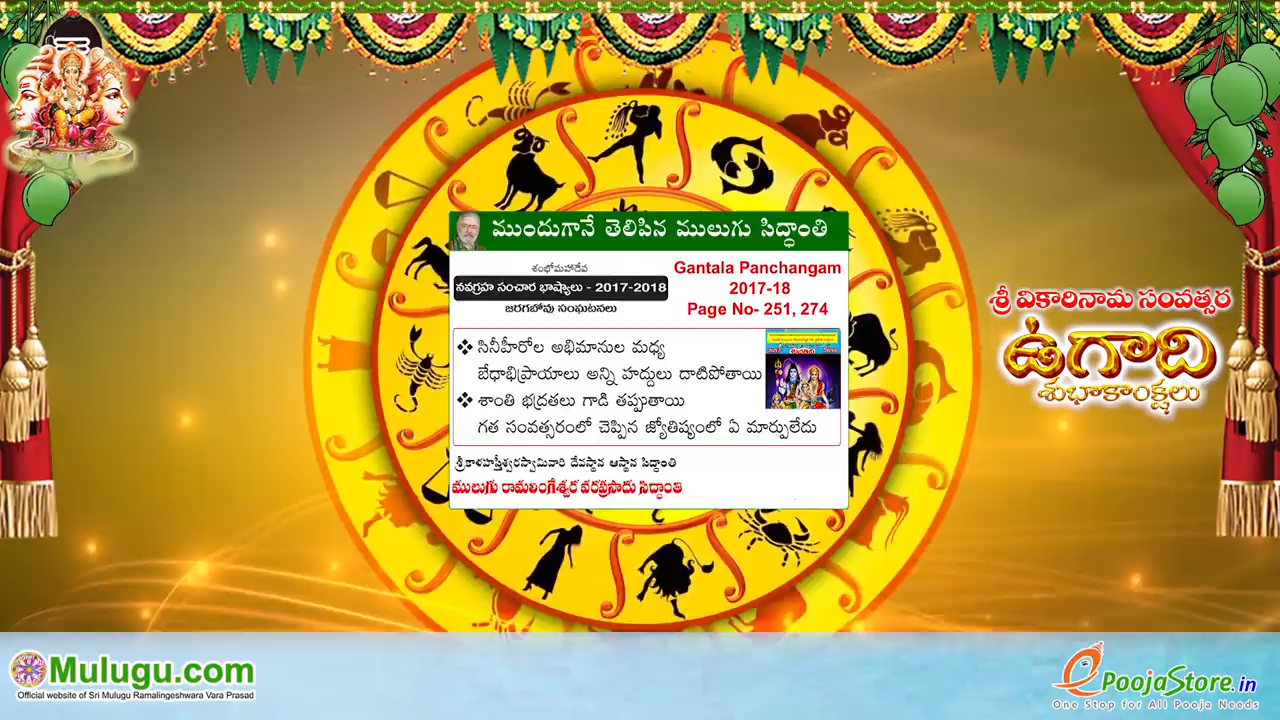 ముందుగానే తెలిపిన ములుగు సిద్ధాంతి
శంభోమహాదేవ
నవగ్రహ సంచార భాష్యాలు - 2017-2018
జరగబోవు సంఘటనలు
Gantala Panchangam
2017-18
Page No- 251, 274
❖ సినీహీరోల అభిమానుల మధ్య
బేధాభిప్రాయాలు అన్ని హద్దులు దాటిపోతాయి
❖ శాంతి భద్రతలు గాడి తప్పుతాయి
గత సంవత్సరంలో చెప్పిన జ్యోతిష్యంలో ఏ మార్పులేదు
శ్రీకాళహస్తీశ్వరస్వామివారి దేవస్థాన ఆస్థాన సిద్ధాంతి
ములుగు రామలింగేశ్వర వరప్రసాదు సిద్ధాంతి
శ్రీ వికారినామ సంవత్సర
ఉగాది
శుభాకాంక్షలు
Mulugu.com
Official website of Sri Mulugu Ramalingeshwara Vara Prasad
ePoojaStore.in
One Stop for All Pooja Needs